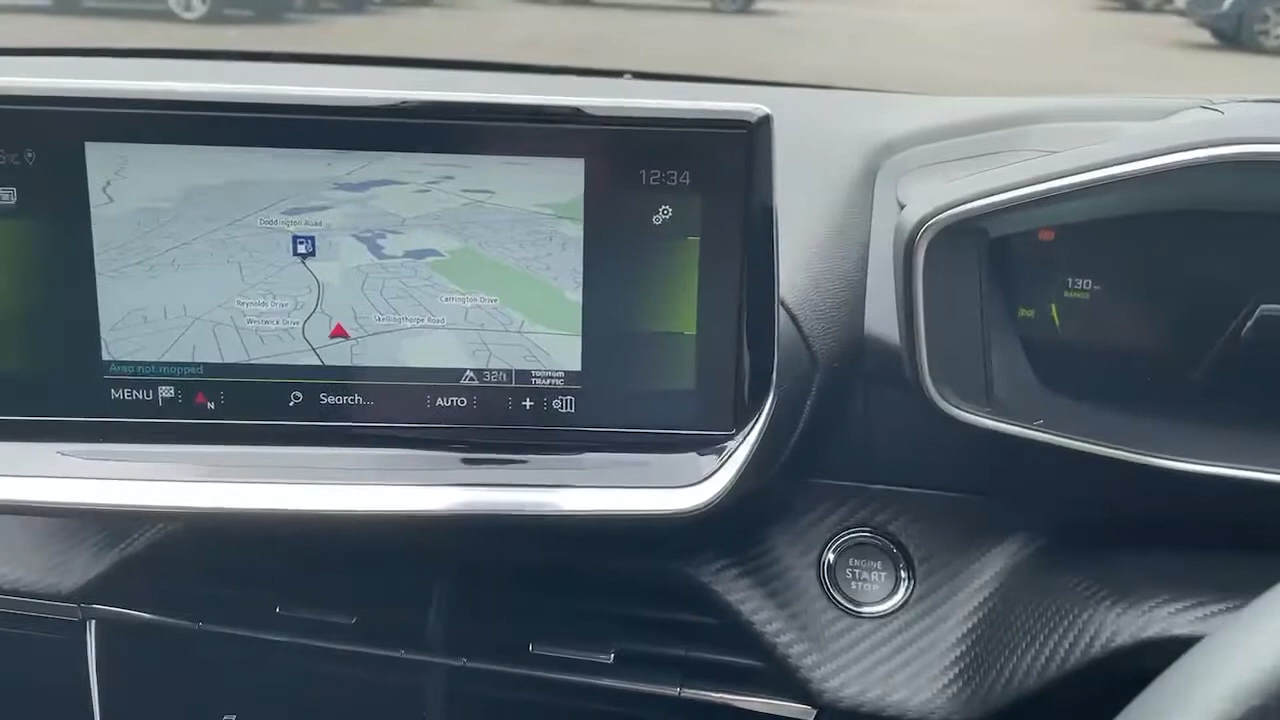 12:34
Doddington Road
Reynolds Drive
Westwick Drive
Carrington Drive
Skellingthorpe Road
Area not mapped
TOMTOM
TRAFFIC
MENU
N
Search...
AUTO
+
130
RANGE
ENGINE
START
STOP